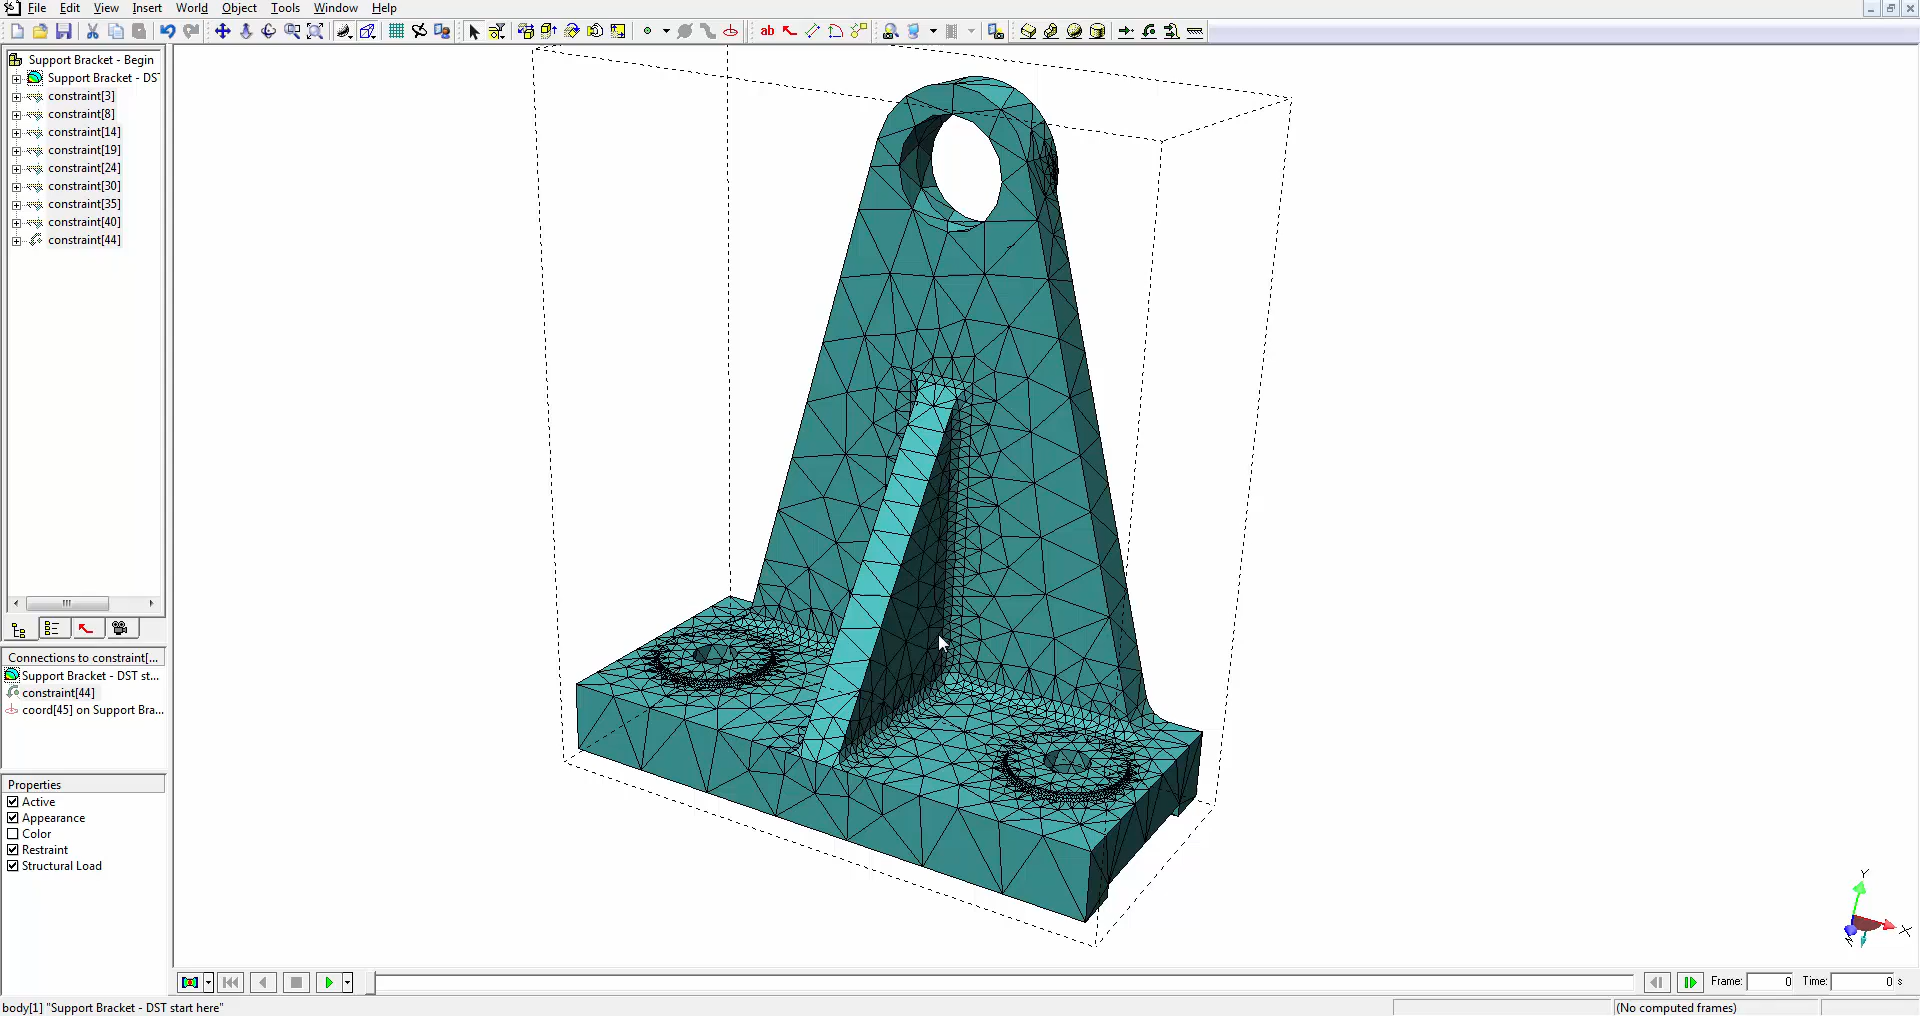 File Edit View Insert World Object Tools Window Help
ab
Support Bracket - Begin
Support Bracket - DST
constraint[3]
constraint[8]
constraint[14]
constraint[19]
constraint[24]
constraint[30]
constraint[35]
constraint[40]
constraint[44]
Connections to constraint[...
Support Bracket - DST st...
constraint[44]
coord[45] on Support Bra...
Properties
Active
Appearance
Color
Restraint
Structural Load
Y
X
Z
Frame: 0 Time: 0 s
body[1] "Support Bracket - DST start here" (No computed frames)